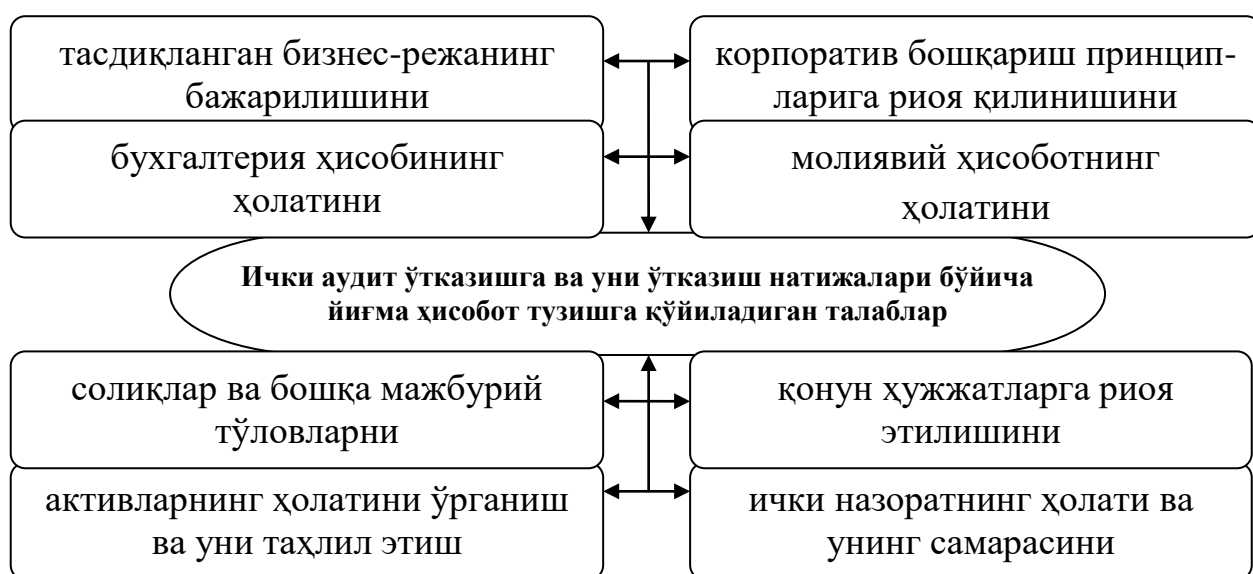 тасдиқланган бизнес-режанинг
бажарилишини
корпоратив бошқариш принцип-
ларига риоя қилинишини
бухгалтерия ҳисобининг
ҳолатини
молиявий ҳисоботнинг
ҳолатини
Ички аудит ўтказишга ва уни ўтказиш натижалари бўйича
йиғма ҳисобот тузишга қўйиладиган талаблар
солиқлар ва бошқа мажбурий
тўловларни
қонун ҳужжатларга риоя
этилишини
активларнинг ҳолатини ўрганиш
ва уни таҳлил этиш
ички назоратнинг ҳолати ва
унинг самарасини